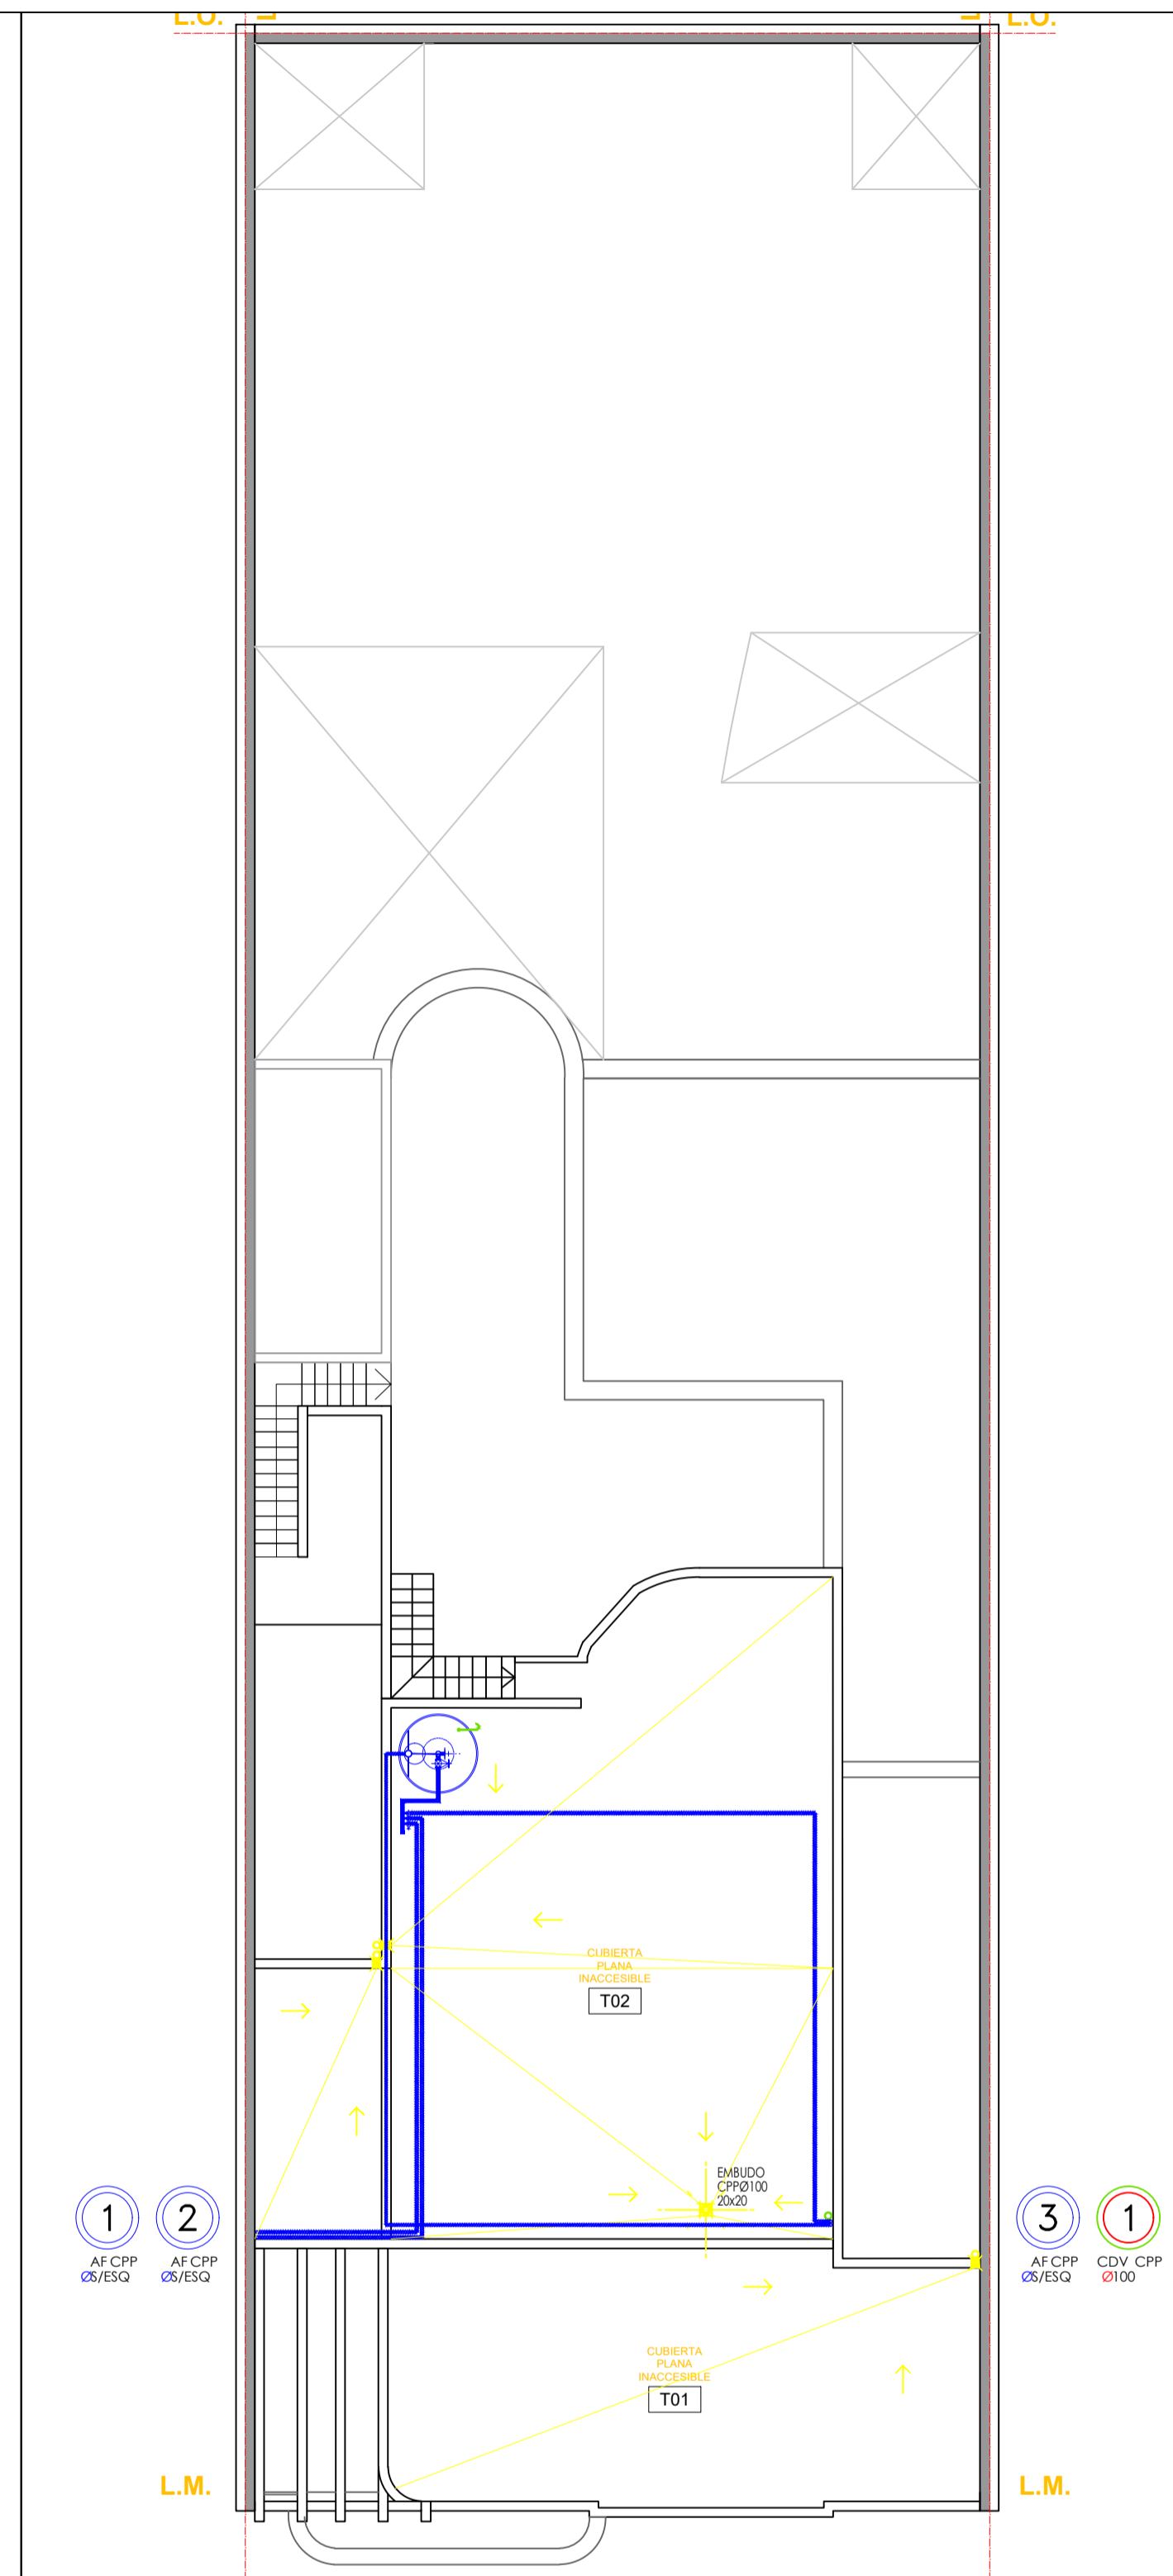 L.O.
L.O.
CUBIERTA
PLANA
INACCESIBLE
T02
EMBUDO
CPPØ100
20x20
1
AF CPP
ØS/ESQ
2
AF CPP
ØS/ESQ
3
AF CPP
ØS/ESQ
1
CDV CPP
Ø100
CUBIERTA
PLANA
INACCESIBLE
T01
L.M.
L.M.